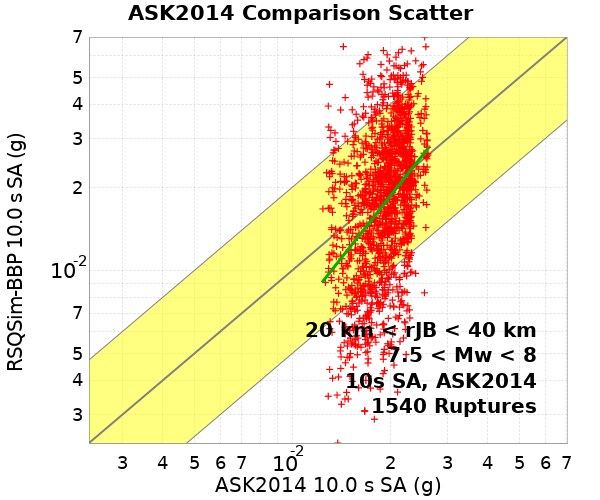 ASK2014 Comparison Scatter
RSQSim-BBP 10.0 s SA (g)
7
5
4
3
2
10-2
7
5
4
3
20 km < rJB < 40 km
7.5 < Mw < 8
10s SA, ASK2014
1540 Ruptures
3 4 5 6 7 10-2 2 3 4 5 6 7
ASK2014 10.0 s SA (g)